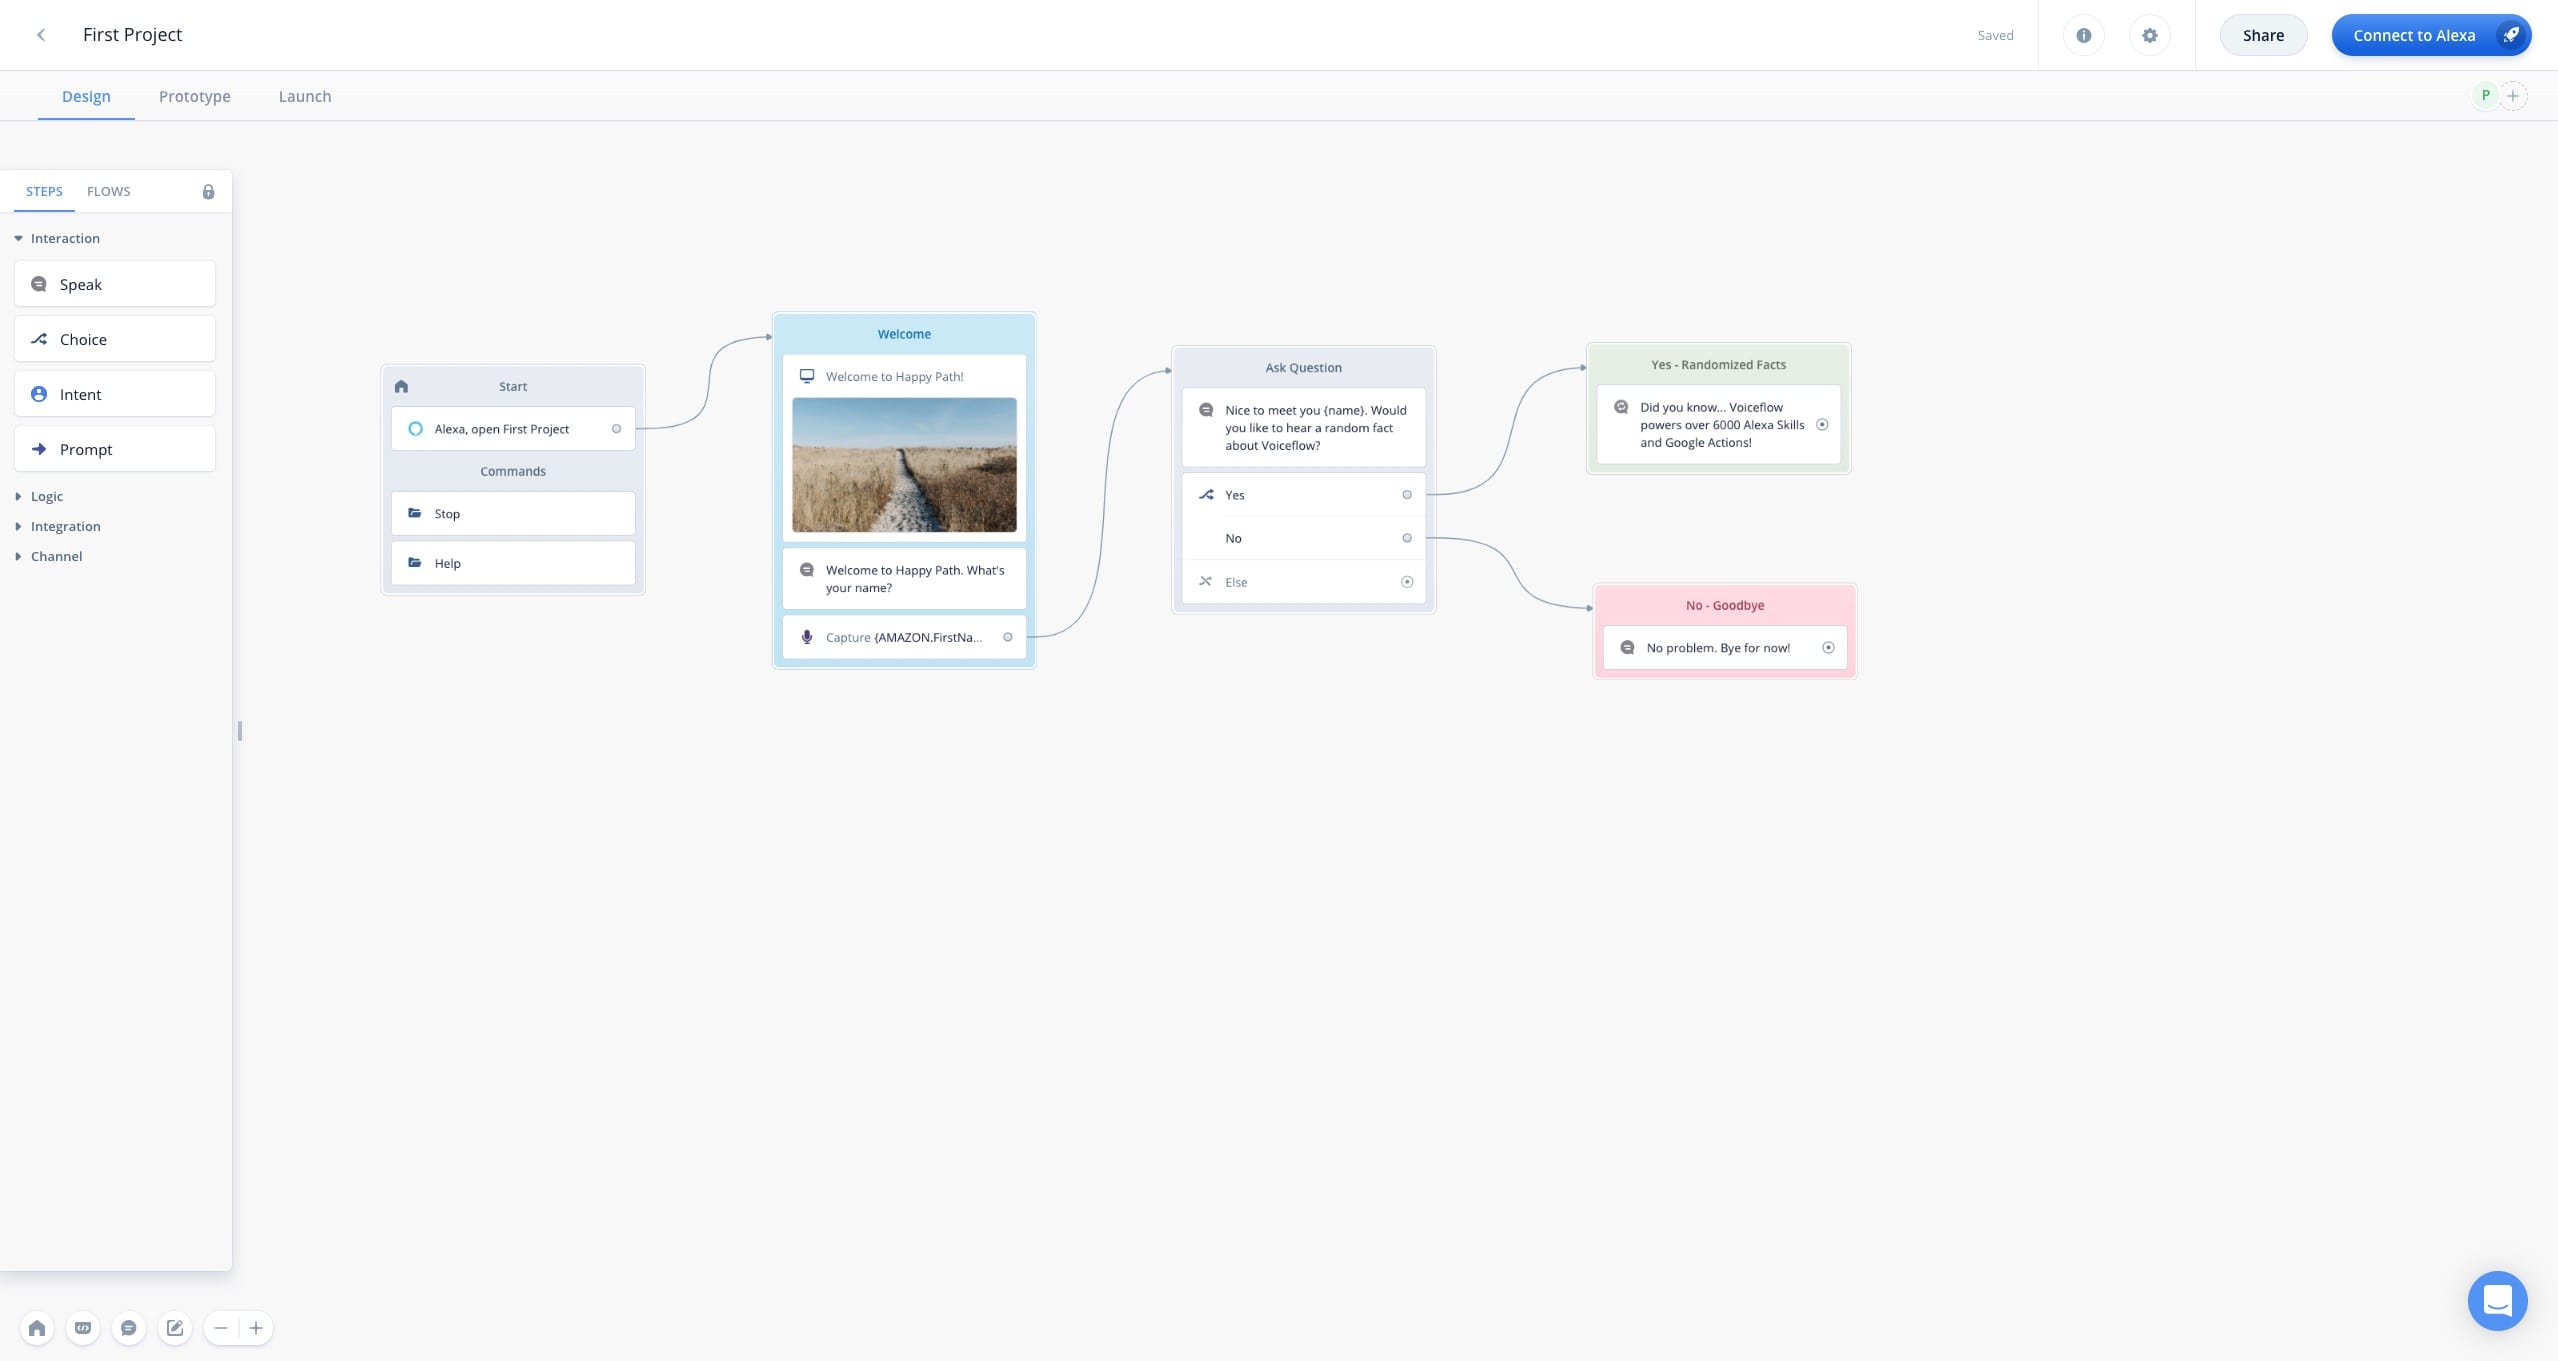 First Project
Saved
Share
Connect to Alexa
Design
Prototype
Launch
P
STEPS
FLOWS
Interaction
Speak
Choice
Intent
Prompt
Logic
Integration
Channel
Start
Alexa, open First Project
Commands
Stop
Help
Welcome
Welcome to Happy Path!
Welcome to Happy Path. What's
your name?
Capture {AMAZON.FirstNa...
Ask Question
Nice to meet you {name}. Would
you like to hear a random fact
about Voiceflow?
Yes
No
Else
Yes - Randomized Facts
Did you know... Voiceflow
powers over 6000 Alexa Skills
and Google Actions!
No - Goodbye
No problem. Bye for now!